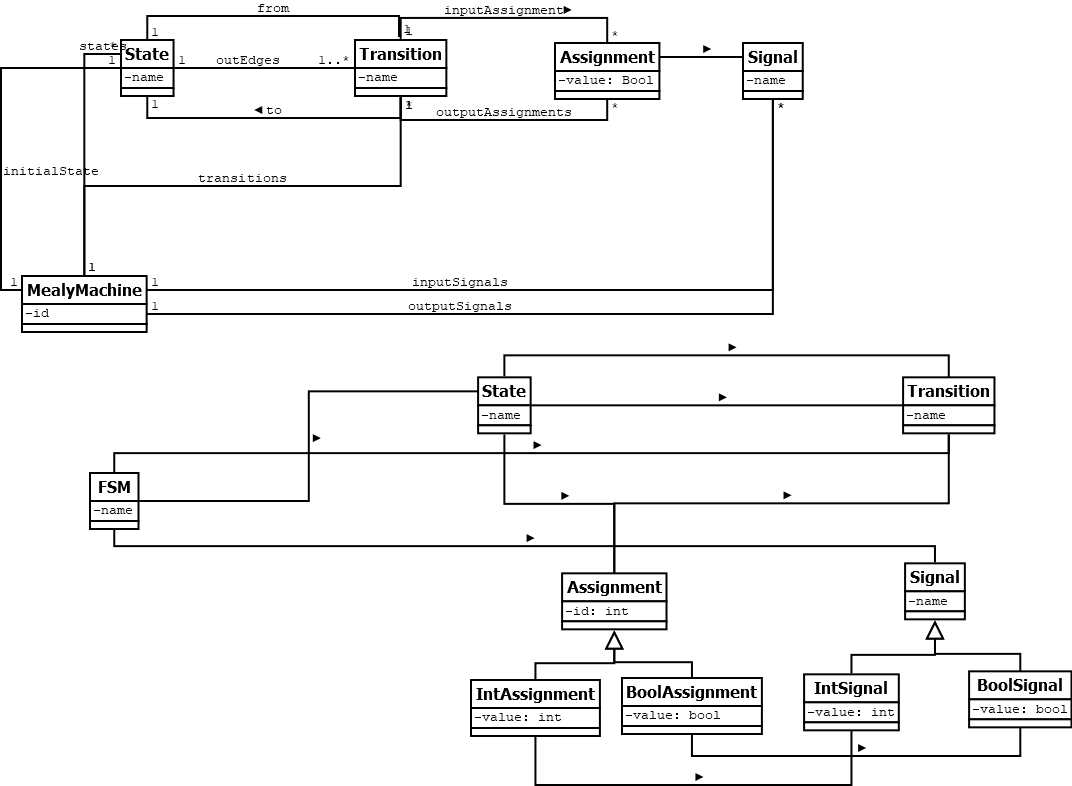 from
inputAssignment
1
1
1
*
states
*
State
-name
1
1
outEdges
1..*
Transition
-name
Assignment
-value: Bool
Signal
-name
1
to
*
1
outputAssignments
*
*
initialState
transitions
1
1
MealyMachine
-id
1
inputSignals
1
outputSignals
State
-name
Transition
-name
FSM
-name
Assignment
-id: int
Signal
-name
IntAssignment
-value: int
BoolAssignment
-value: bool
IntSignal
-value: int
BoolSignal
-value: bool